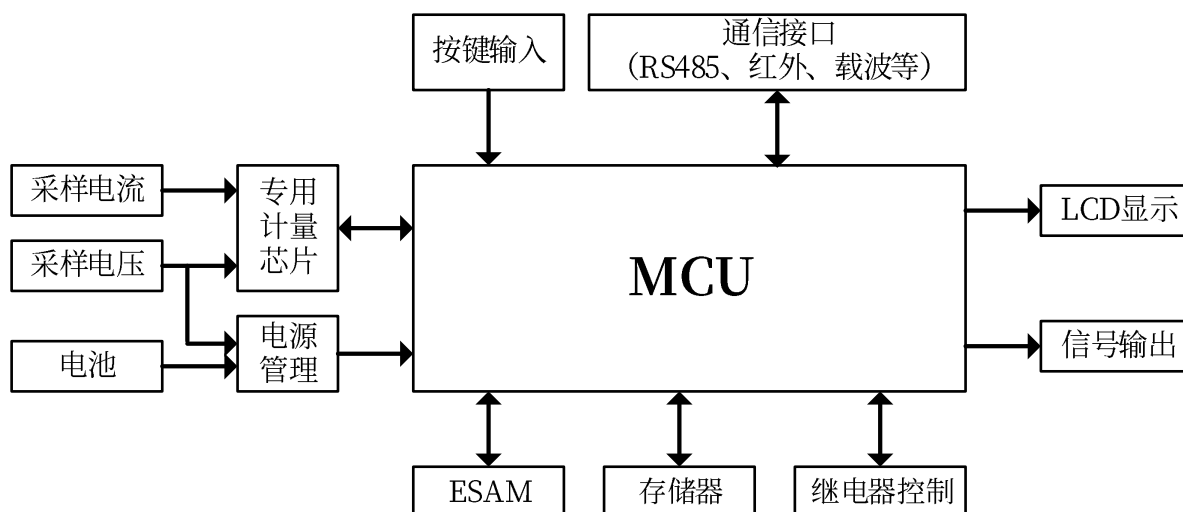 按键输入
通信接口
（RS485、红外、载波等）
采样电流
专用
计量
芯片
采样电压
MCU
LCD显示
电源
管理
电池
信号输出
ESAM
存储器
继电器控制